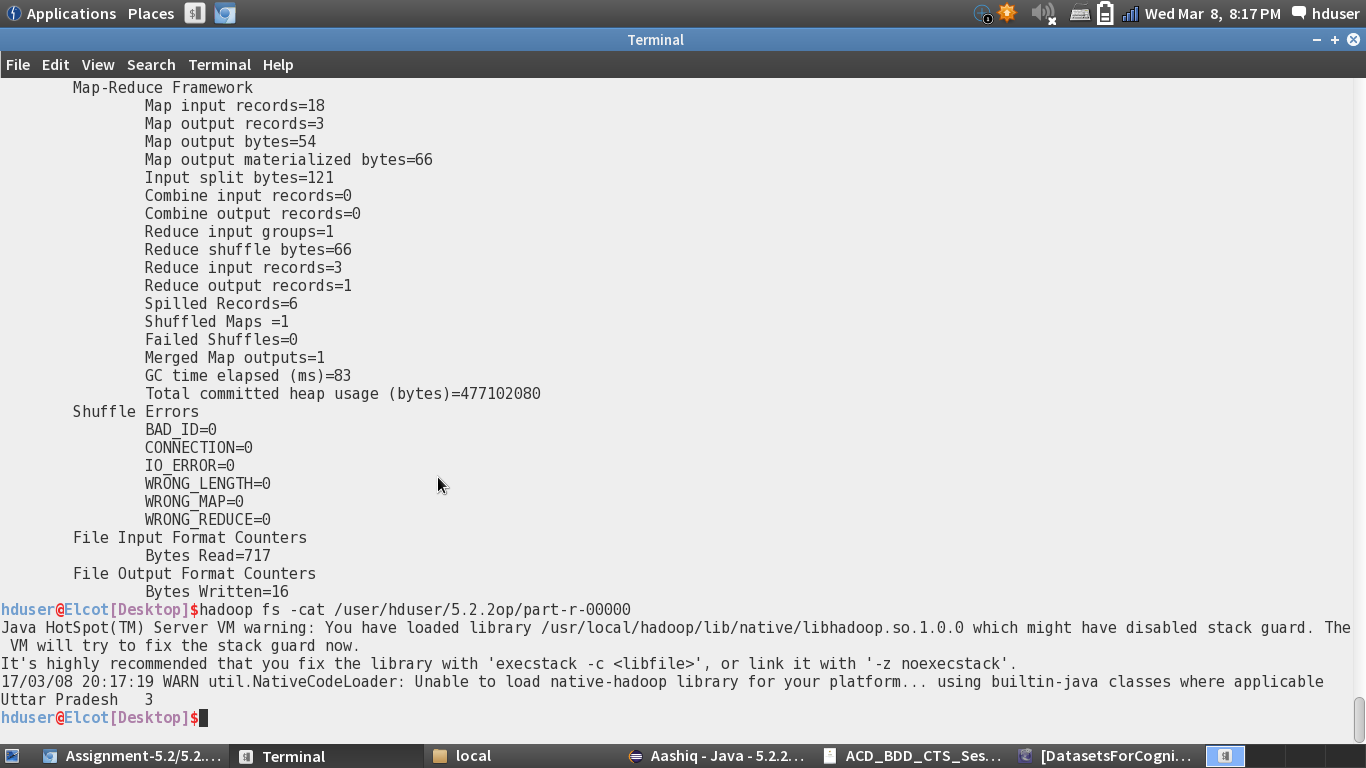 Applications Places Wed Mar 8, 8:17 PM hduser
Terminal
File Edit View Search Terminal Help
Map-Reduce Framework
Map input records=18
Map output records=3
Map output bytes=54
Map output materialized bytes=66
Input split bytes=121
Combine input records=0
Combine output records=0
Reduce input groups=1
Reduce shuffle bytes=66
Reduce input records=3
Reduce output records=1
Spilled Records=6
Shuffled Maps =1
Failed Shuffles=0
Merged Map outputs=1
GC time elapsed (ms)=83
Total committed heap usage (bytes)=477102080
Shuffle Errors
BAD_ID=0
CONNECTION=0
IO_ERROR=0
WRONG_LENGTH=0
WRONG_MAP=0
WRONG_REDUCE=0
File Input Format Counters
Bytes Read=717
File Output Format Counters
Bytes Written=16
hduser@Elcot[Desktop]$hadoop fs -cat /user/hduser/5.2.2op/part-r-00000
Java HotSpot(TM) Server VM warning: You have loaded library /usr/local/hadoop/lib/native/libhadoop.so.1.0.0 which might have disabled stack guard. The
VM will try to fix the stack guard now.
It's highly recommended that you fix the library with 'execstack -c <libfile>', or link it with '-z noexecstack'.
17/03/08 20:17:19 WARN util.NativeCodeLoader: Unable to load native-hadoop library for your platform... using builtin-java classes where applicable
Uttar Pradesh 3
hduser@Elcot[Desktop]$
Assignment-5.2/5.2.... Terminal local Aashiq - Java - 5.2.2... ACD_BDD_CTS_Ses... [DatasetsForCogni...